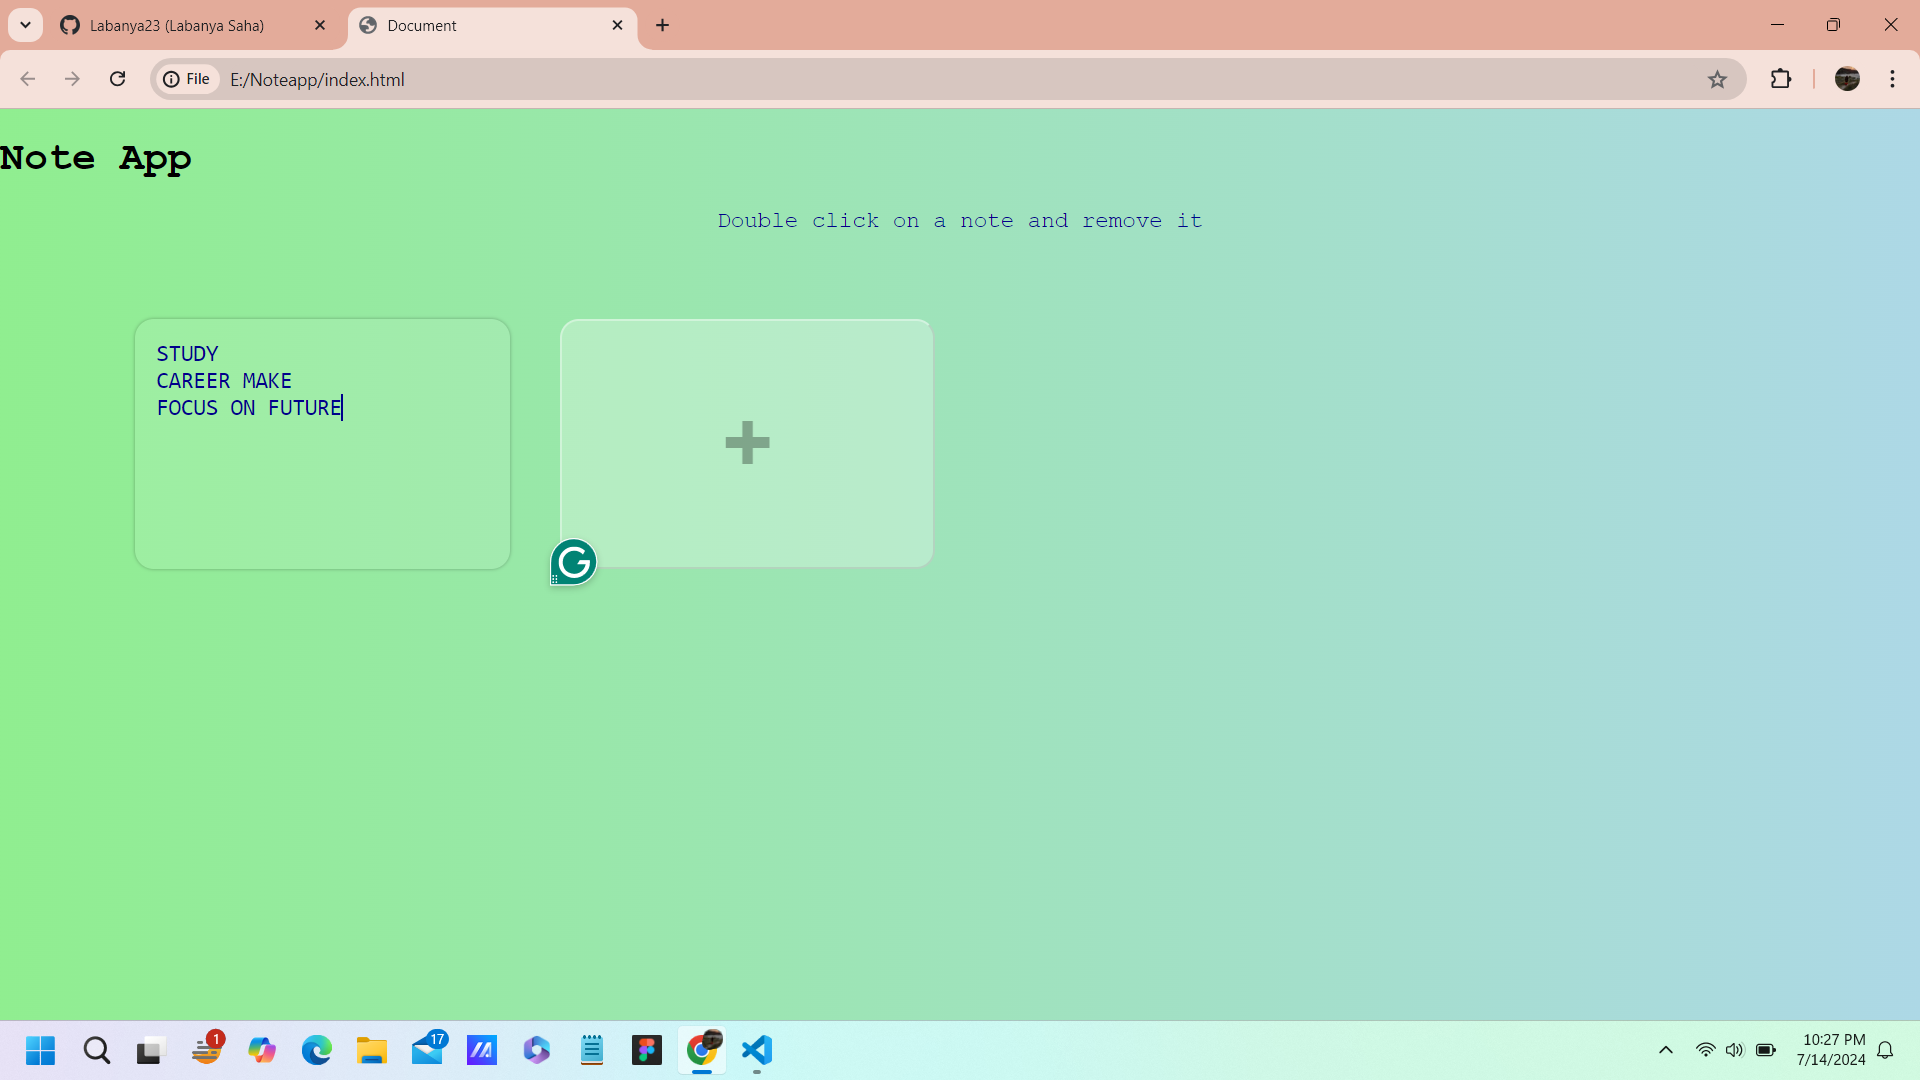 Labanya23 (Labanya Saha)
Document
File
E:/Noteapp/index.html
Note App
Double click on a note and remove it
STUDY
CAREER MAKE
FOCUS ON FUTURE
1
17
10:27 PM
7/14/2024